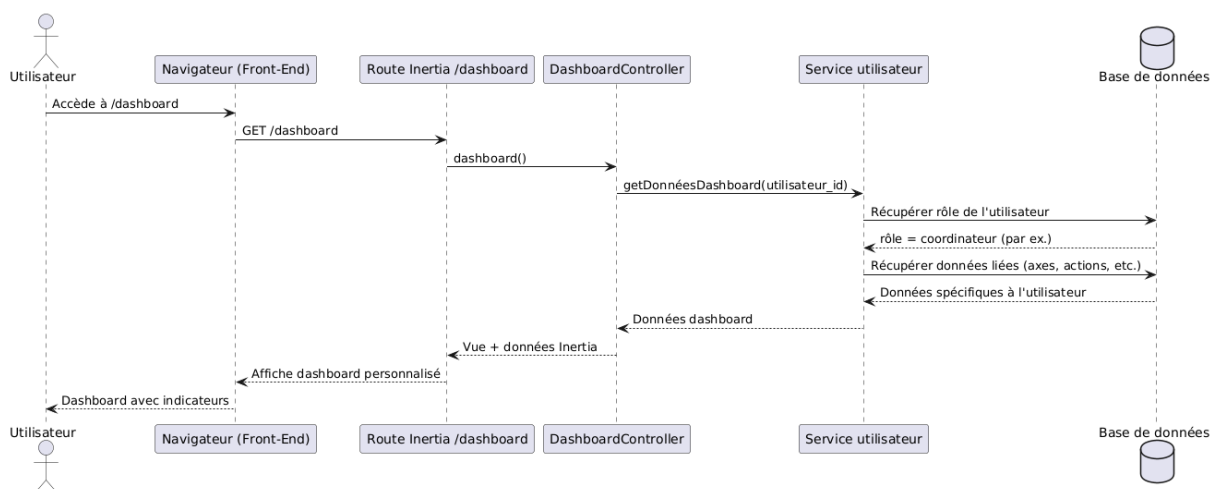 Utilisateur
Navigateur (Front-End)
Route Inertia /dashboard
DashboardController
Service utilisateur
Base de données
Accède à /dashboard
GET /dashboard
dashboard()
getDonnéesDashboard(utilisateur_id)
Récupérer rôle de l'utilisateur
rôle = coordinateur (par ex.)
Récupérer données liées (axes, actions, etc.)
Données spécifiques à l'utilisateur
Données dashboard
Vue + données Inertia
Affiche dashboard personnalisé
Dashboard avec indicateurs
Utilisateur
Navigateur (Front-End)
Route Inertia /dashboard
DashboardController
Service utilisateur
Base de données